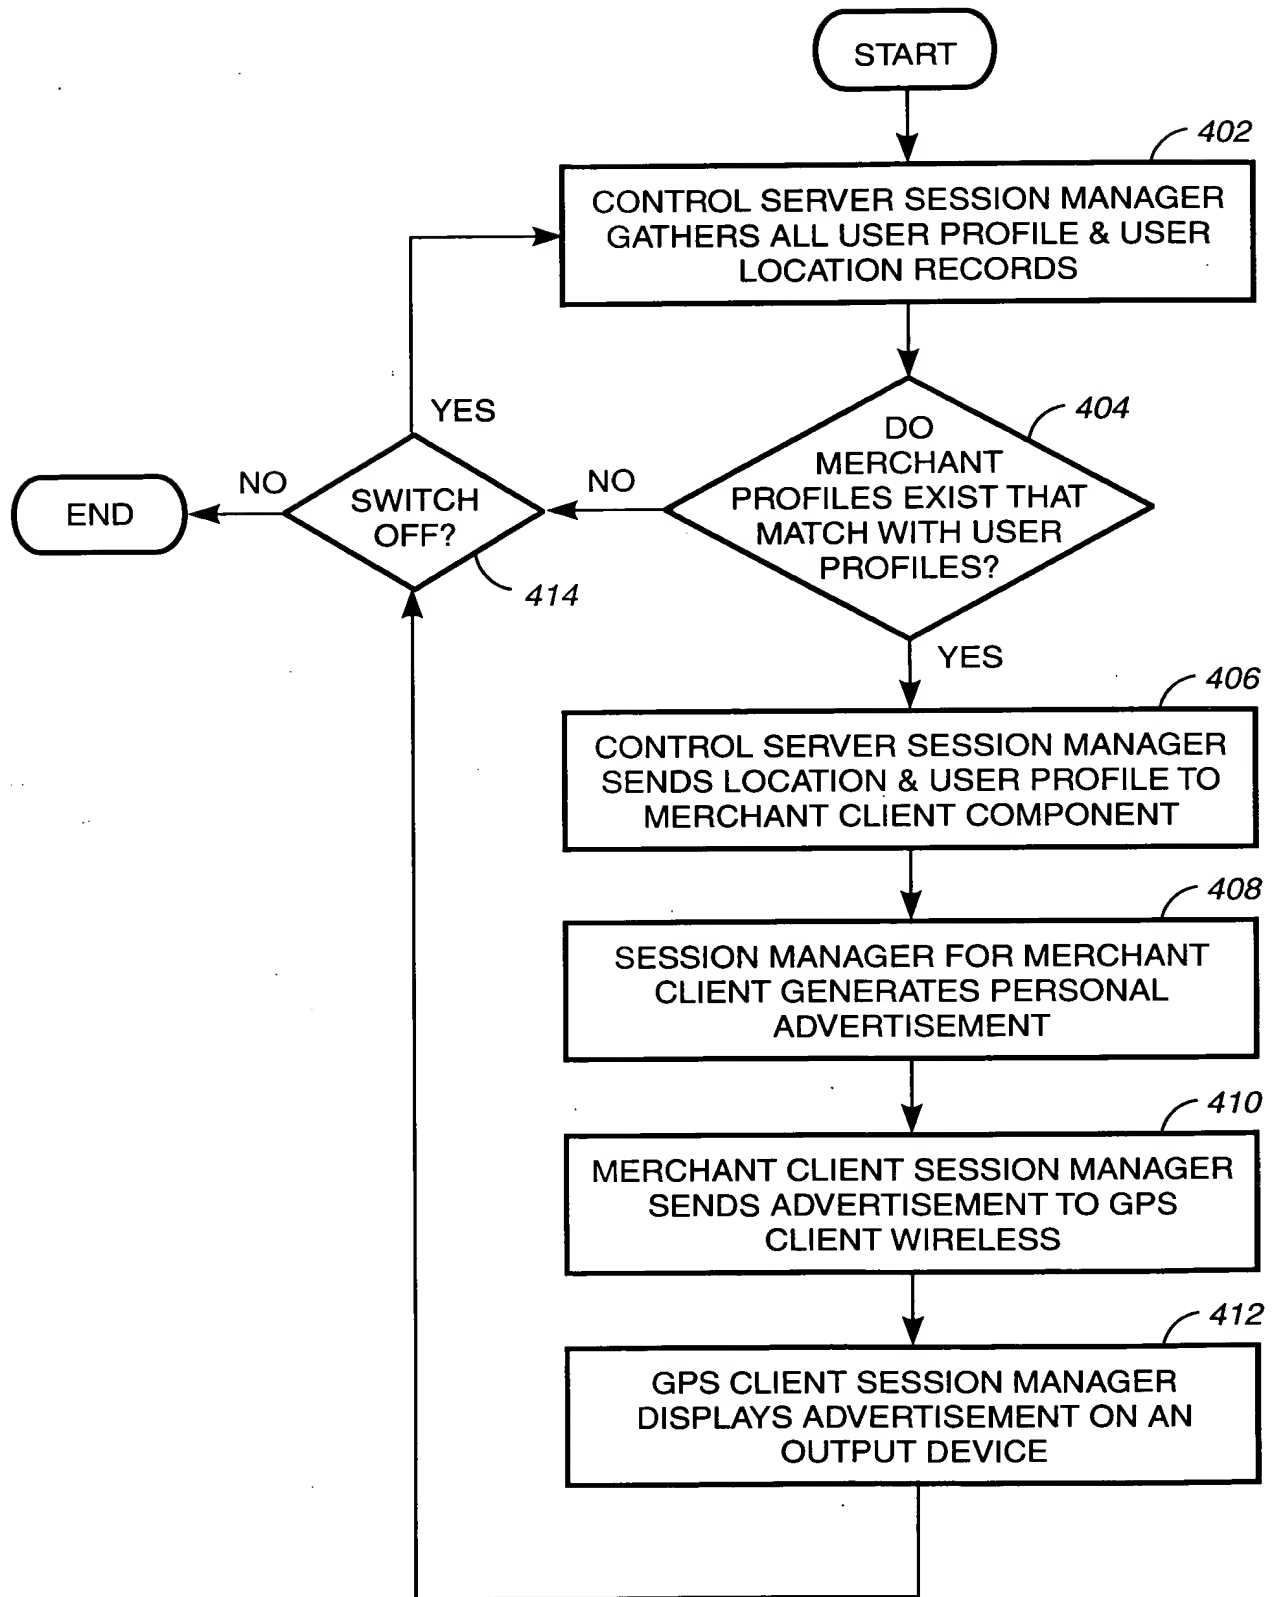 START
402
CONTROL SERVER SESSION MANAGER
GATHERS ALL USER PROFILE & USER
LOCATION RECORDS
404
DO
MERCHANT
PROFILES EXIST THAT
MATCH WITH USER
PROFILES?
YES
NO
SWITCH
OFF?
414
NO
END
YES
406
CONTROL SERVER SESSION MANAGER
SENDS LOCATION & USER PROFILE TO
MERCHANT CLIENT COMPONENT
408
SESSION MANAGER FOR MERCHANT
CLIENT GENERATES PERSONAL
ADVERTISEMENT
410
MERCHANT CLIENT SESSION MANAGER
SENDS ADVERTISEMENT TO GPS
CLIENT WIRELESS
412
GPS CLIENT SESSION MANAGER
DISPLAYS ADVERTISEMENT ON AN
OUTPUT DEVICE